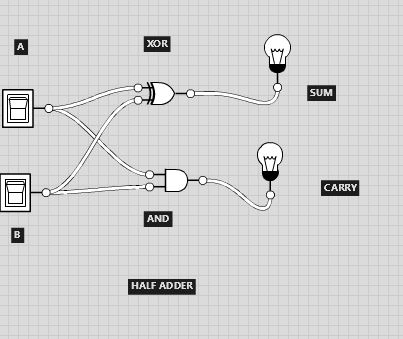 A
XOR
SUM
CARRY
B
AND
HALF ADDER